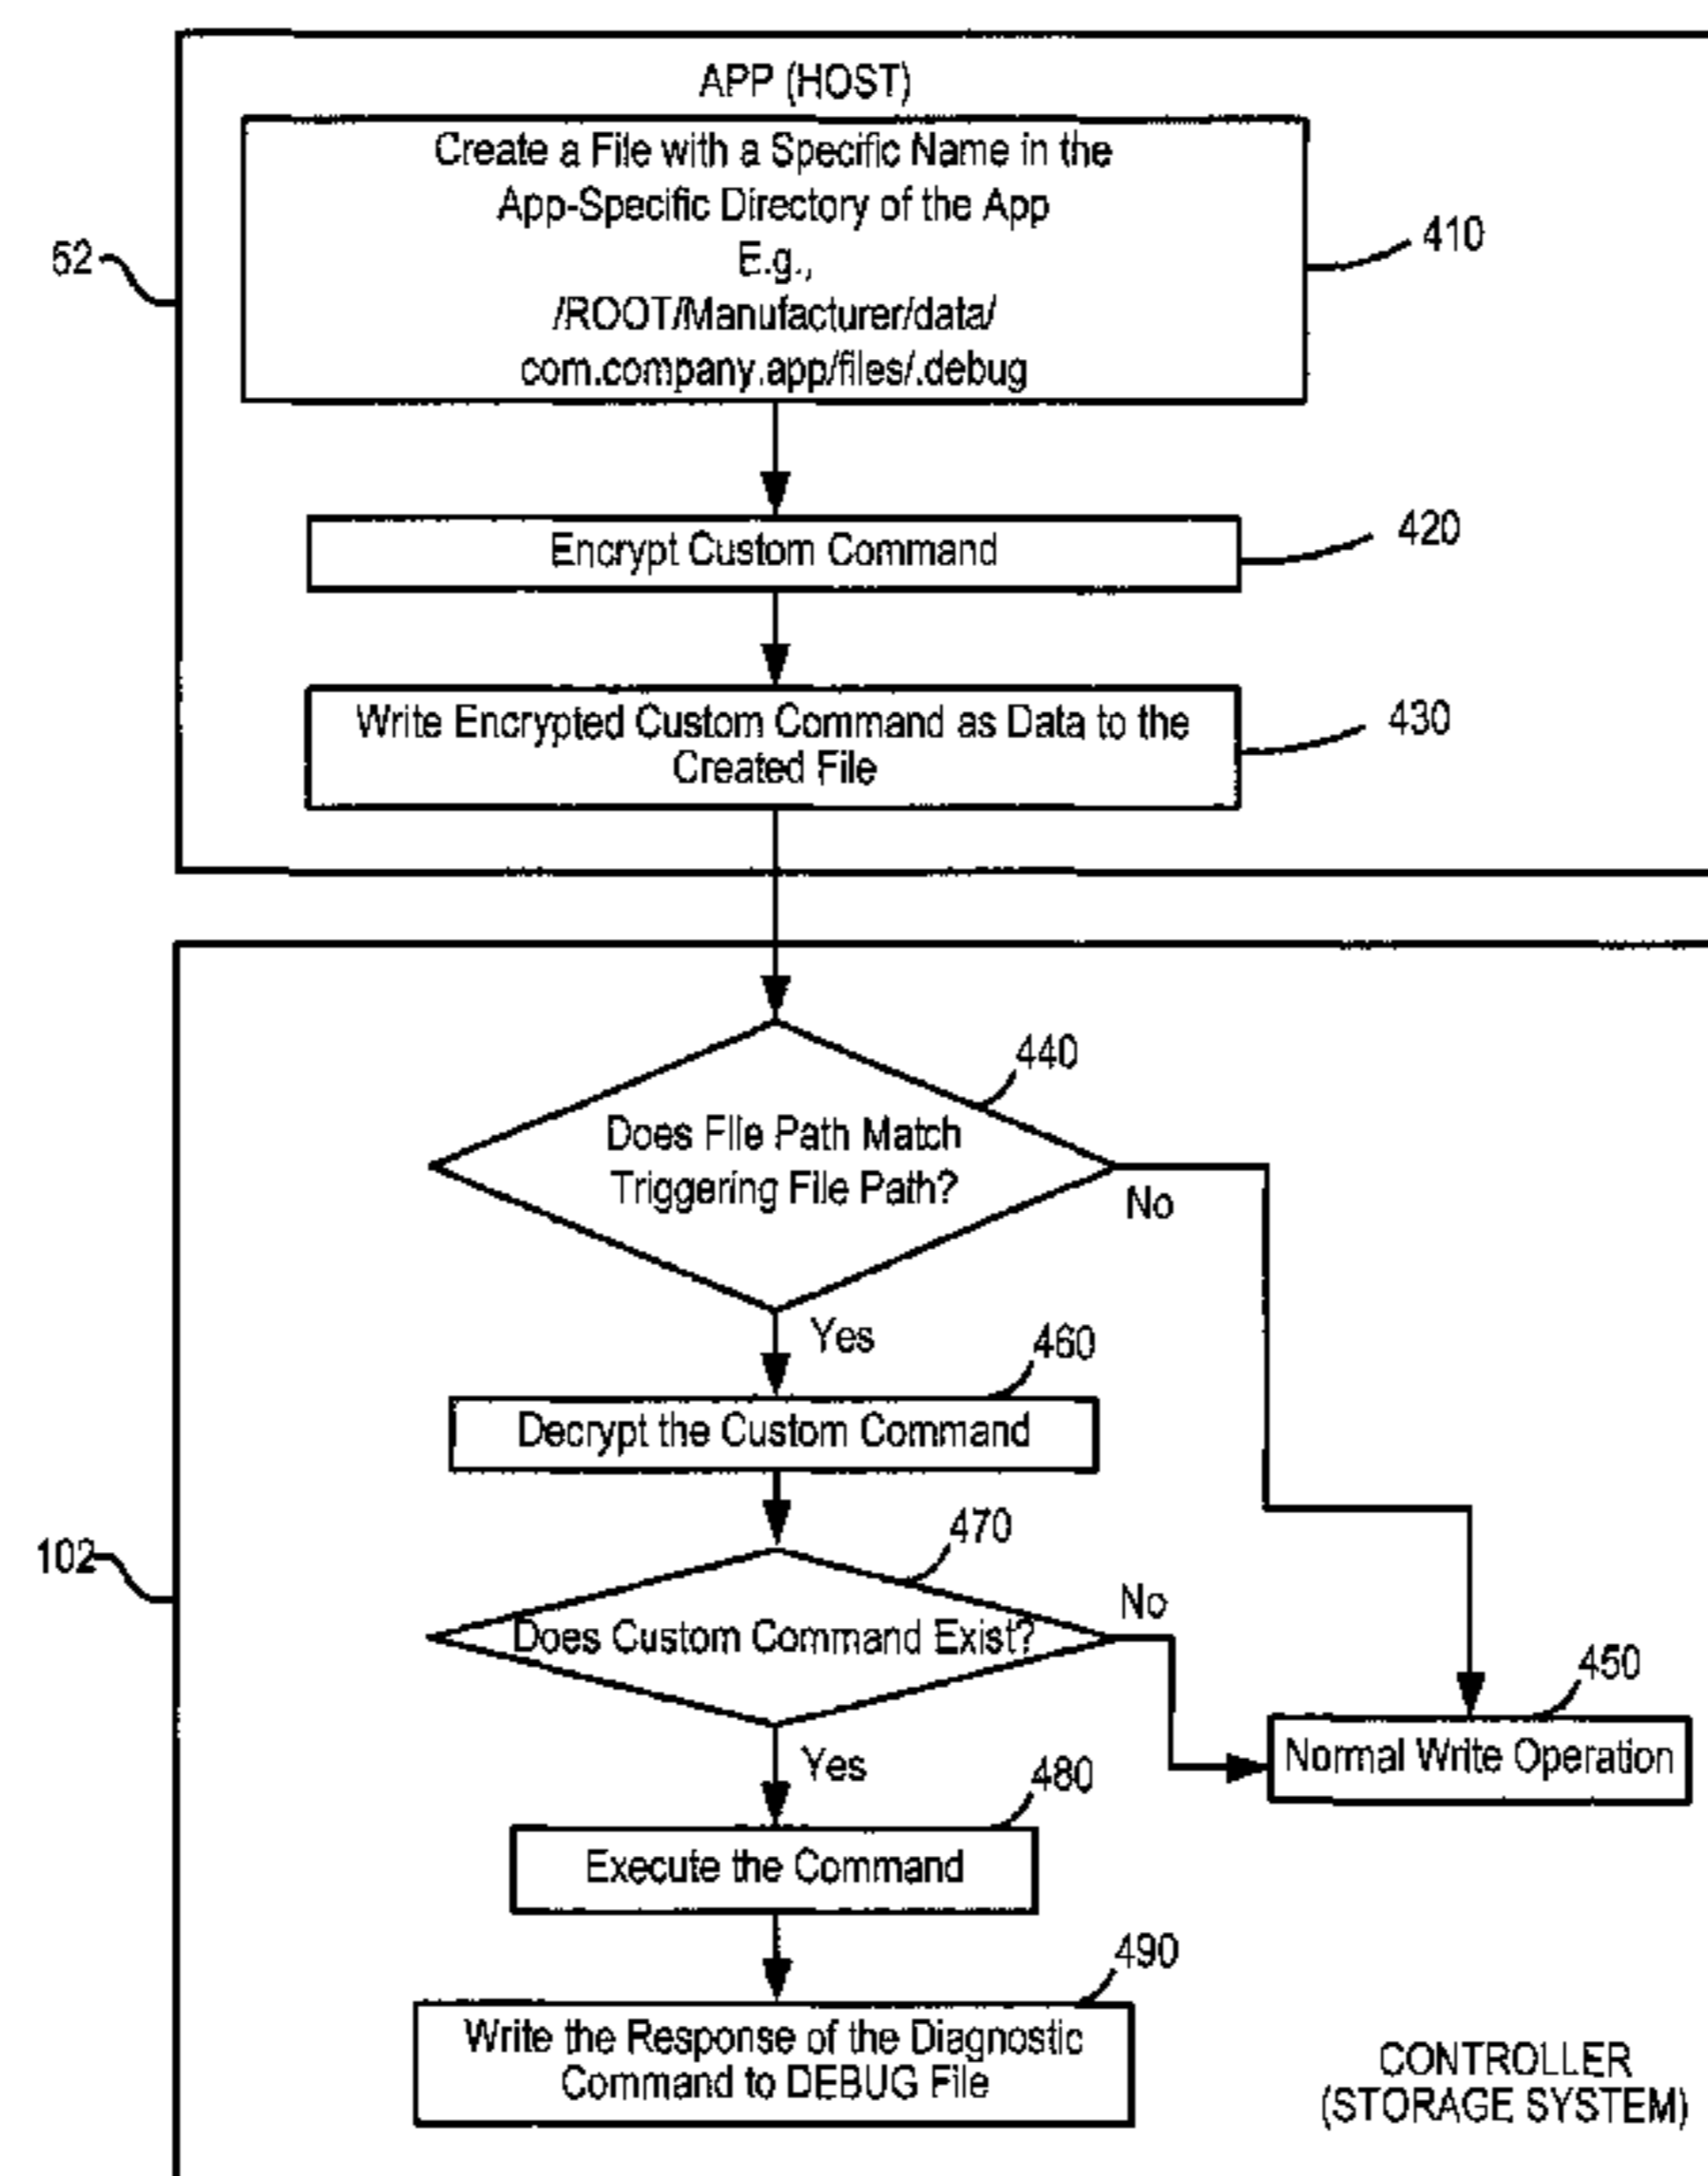 APP (HOST)
Create a File with a Specific Name in the
App-Specific Directory of the App
E.g.,
/ROOT/Manufacturer/data/
com.company.app/files/.debug
52
410
Encrypt Custom Command
420
Write Encrypted Custom Command as Data to the
Created File
430
440
Does File Path Match
Triggering File Path?
No
Yes
460
Decrypt the Custom Command
470
102
Does Custom Command Exist?
No
450
Normal Write Operation
Yes
480
Execute the Command
490
Write the Response of the Diagnostic
Command to DEBUG File
CONTROLLER
(STORAGE SYSTEM)